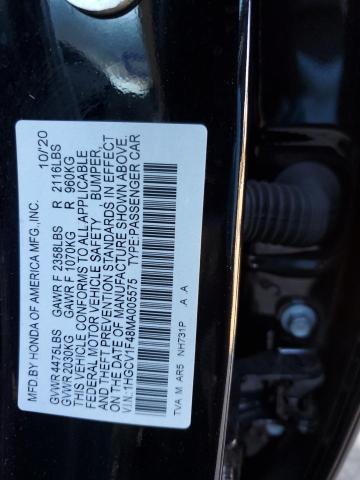 MFD.BY HONDA OF AMERICA MFG.,INC. 10/20
GVWR 4475LBS GAWR F 2358LBS R 2116LBS
GVWR 2030KG GAWR F 1070KG R 960KG
THIS VEHICLE CONFORMS TO ALL APPLICABLE
FEDERAL MOTOR VEHICLE SAFETY BUMPER,
AND THEFT PREVENTION STANDARDS IN EFFECT
ON THE DATE OF MANUFACTURE SHOWN ABOVE.
V.I.N.:1HGCV1F48MA005575 TYPE:PASSENGER CAR
TVA M AR5 NH731P A A